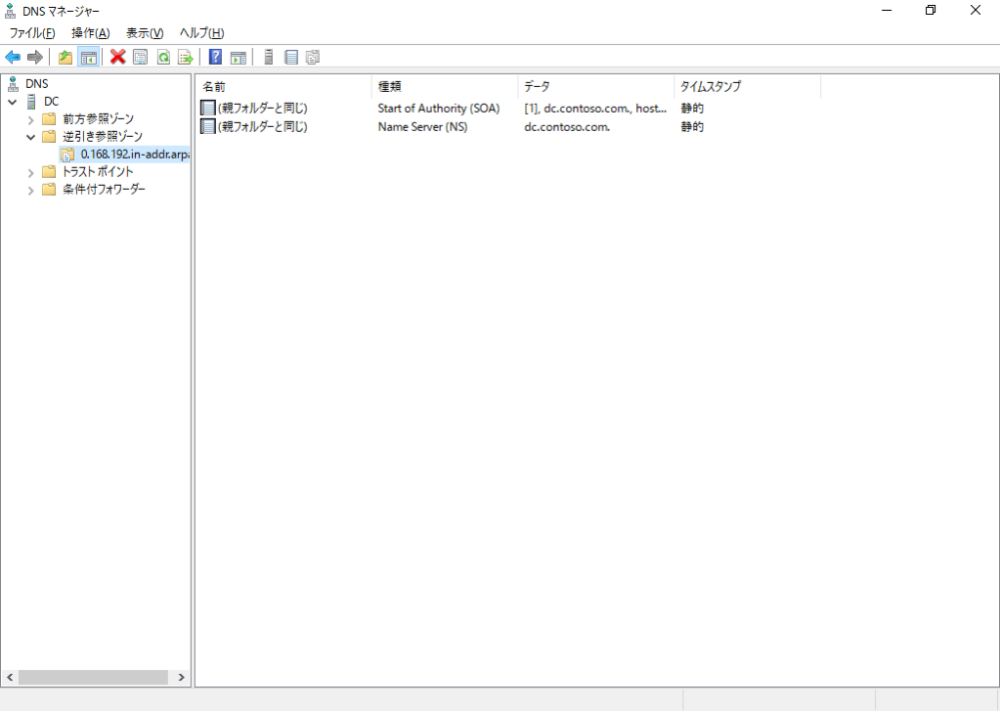 DNS マネージャー
ファイル(F) 操作(A) 表示(V) ヘルプ(H)
DNS
DC
前方参照ゾーン
逆引き参照ゾーン
0.168.192.in-addr.arpa
トラスト ポイント
条件付フォワーダー
名前 種類 データ タイムスタンプ
(親フォルダーと同じ) Start of Authority (SOA) [1], dc.contoso.com., host... 静的
(親フォルダーと同じ) Name Server (NS) dc.contoso.com. 静的